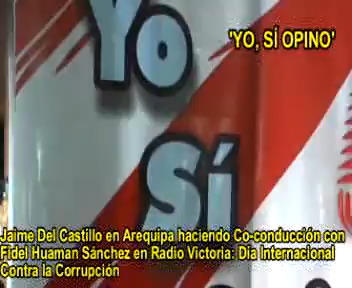 Yo
'YO, SÍ OPINO'
Sí
Jaime Del Castillo en Arequipa haciendo Co-conducción con
Fidel Huaman Sánchez en Radio Victoria: Día Internacional
Contra la Corrupción